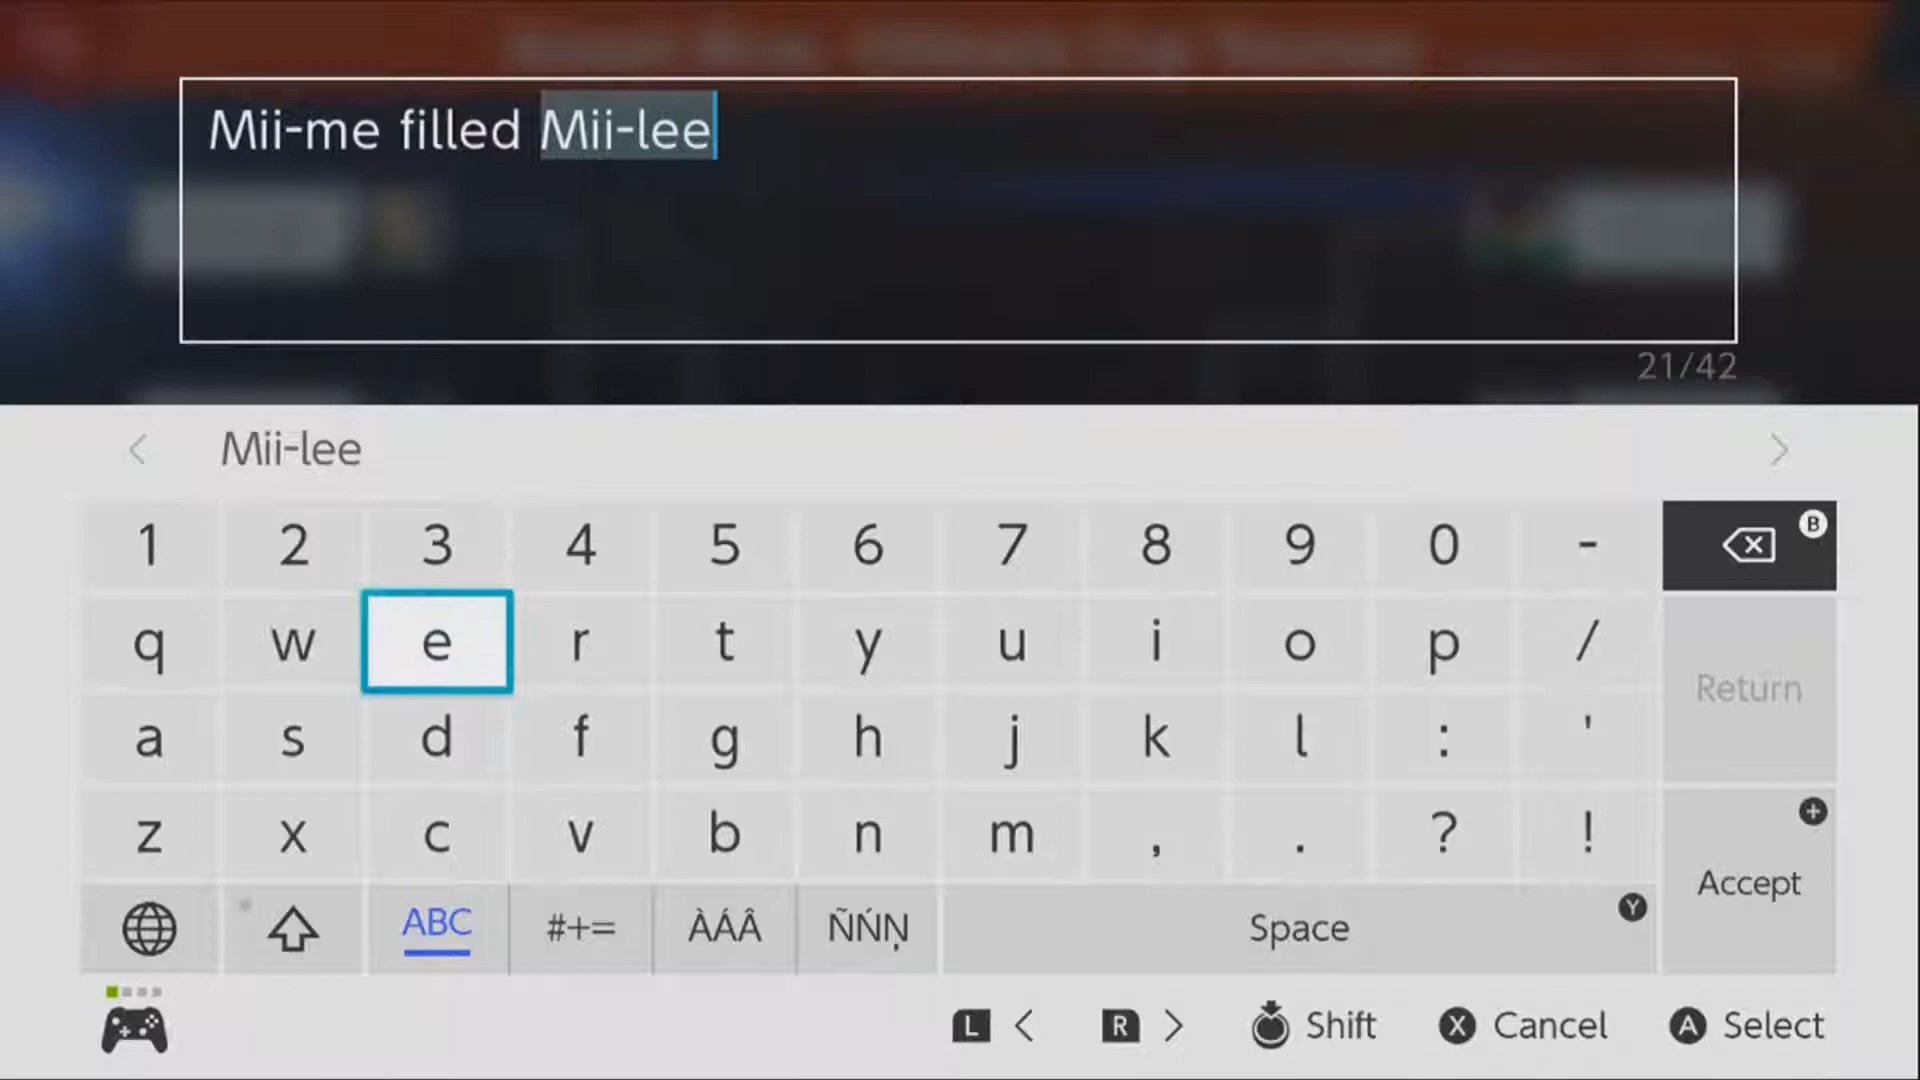 Mii-me filled Mii-lee
21/42
< Mii-lee >
1 2 3 4 5 6 7 8 9 0 - B
q w e r t y u i o p / Return
a s d f g h j k l : '
z x c v b n m , . ? ! + Accept
ABC #+= ÀÁÂ ÑŃŅ Space Y
L < R > Shift X Cancel A Select